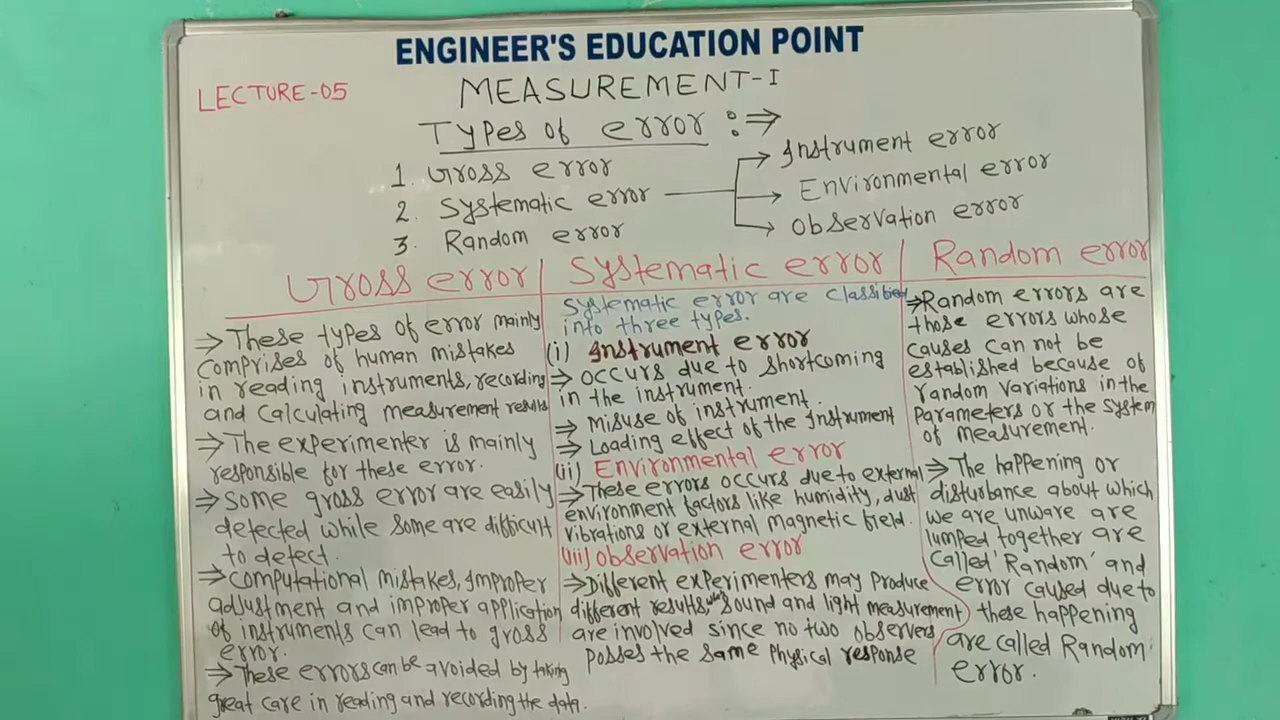 ENGINEER'S EDUCATION POINT
LECTURE-05
MEASUREMENT-I
Types of error :⇒
1. Gross error
2. Systematic error
3. Random error
Instrument error
Environmental error
Observation error
Gross error
⇒ These types of error mainly
comprises of human mistakes
in reading instruments, recording
and calculating measurement results
⇒ The experimenter is mainly
responsible for these error.
⇒ Some gross error are easily
detected while some are difficult
to detect.
⇒ Computational mistakes, Improper
adjustment and improper application
of instruments can lead to gross
error.
⇒ These errors can be avoided by taking
great care in reading and recording the data.
Systematic error
Systematic error are classified
into three types.
(i) Instrument error
⇒ Occurs due to shortcoming
in the instrument.
⇒ Misuse of instrument.
⇒ Loading effect of the Instrument
(ii) Environmental error
⇒ These errors occurs due to external
environment factors like humidity, dust
vibrations or external magnetic field.
(iii) Observation error
⇒ Different experimenters may produce
different results, sound and light measurement
are involved since no two observers
posses the same physical response
Random error
⇒ Random errors are
those errors whose
causes can not be
established because of
random variations in the
Parameters or the system
of measurement.
⇒ The happening or
disturbance about which
we are unware are
lumped together are
called 'Random' and
error caused due to
these happening
are called Random
error.